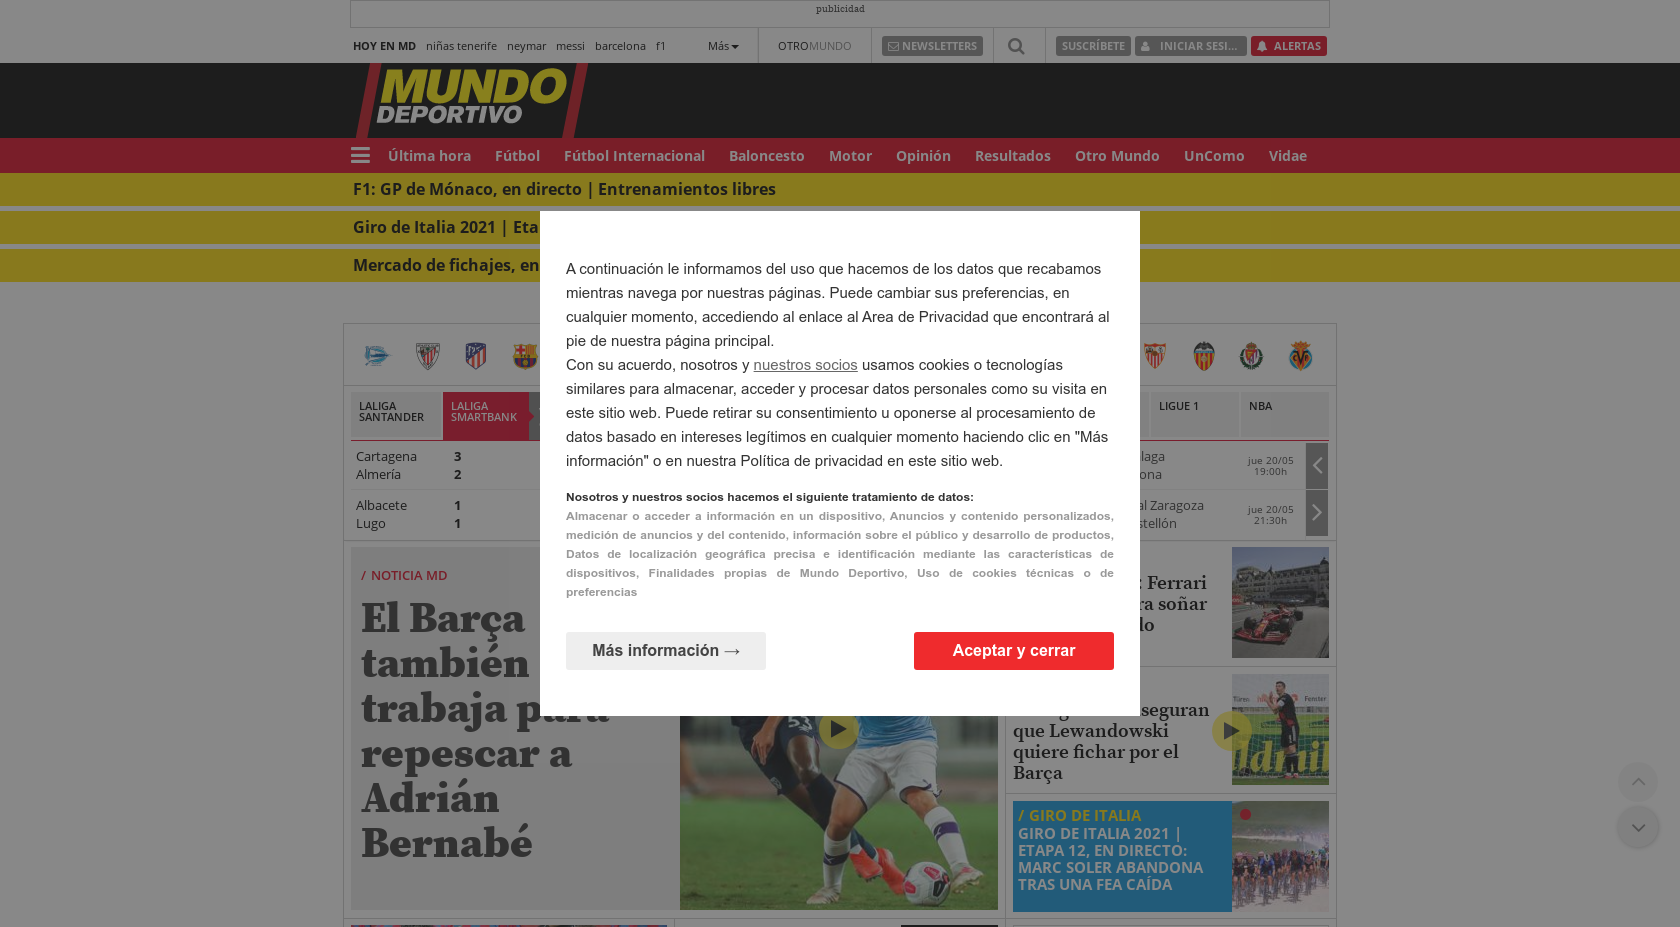 publicidad
HOY EN MD niñas tenerife neymar messi barcelona f1 Más OTROMUNDO NEWSLETTERS SUSCRÍBETE INICIAR SESI... ALERTAS
MUNDO
DEPORTIVO
Última hora Fútbol Fútbol Internacional Baloncesto Motor Opinión Resultados Otro Mundo UnComo Vidae
F1: GP de Mónaco, en directo | Entrenamientos libres
Giro de Italia 2021 | Eta
Mercado de fichajes, en
A continuación le informamos del uso que hacemos de los datos que recabamos
mientras navega por nuestras páginas. Puede cambiar sus preferencias, en
cualquier momento, accediendo al enlace al Area de Privacidad que encontrará al
pie de nuestra página principal.
Con su acuerdo, nosotros y nuestros socios usamos cookies o tecnologías
similares para almacenar, acceder y procesar datos personales como su visita en
este sitio web. Puede retirar su consentimiento u oponerse al procesamiento de
datos basado en intereses legítimos en cualquier momento haciendo clic en "Más
información" o en nuestra Política de privacidad en este sitio web.
Nosotros y nuestros socios hacemos el siguiente tratamiento de datos:
Almacenar o acceder a información en un dispositivo, Anuncios y contenido personalizados,
medición de anuncios y del contenido, información sobre el público y desarrollo de productos,
Datos de localización geográfica precisa e identificación mediante las características de
dispositivos, Finalidades propias de Mundo Deportivo, Uso de cookies técnicas o de
preferencias
Más información → Aceptar y cerrar
LALIGA
SANTANDER
LALIGA
SMARTBANK
LIGUE 1
NBA
Cartagena 3
Almería 2
Albacete 1
Lugo 1
laga
ona
jue 20/05
19:00h
al Zaragoza
stellón
jue 20/05
21:30h
/ NOTICIA MD
El Barça
también
trabaja para
repescar a
Adrián
Bernabé
53
: Ferrari
ra soñar
do
seguran
que Lewandowski
quiere fichar por el
Barça
/ GIRO DE ITALIA
GIRO DE ITALIA 2021 |
ETAPA 12, EN DIRECTO:
MARC SOLER ABANDONA
TRAS UNA FEA CAÍDA